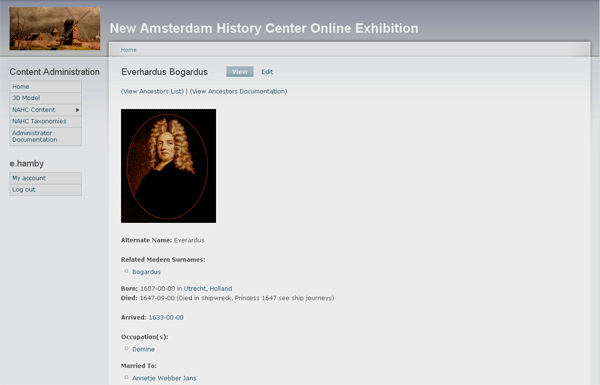 New Amsterdam History Center Online Exhibition
Home
Content Administration
Home
3D Model
NAHC Content
NAHC Taxonomies
Administrator
Documentation
e.hamby
My account
Log out
Everhardus Bogardus View Edit
(View Ancestors List) | (View Ancestors Documentation)
Alternate Name: Everardus
Related Modern Surnames:
Bogardus
Born: 1607-00-00 in Utrecht, Holland
Died: 1647-09-00 (Died in shipwreck, Princess 1647 see ship journeys)
Arrived: 1633-00-00
Occupation(s):
Domine
Married To:
Annetje Webber Jans